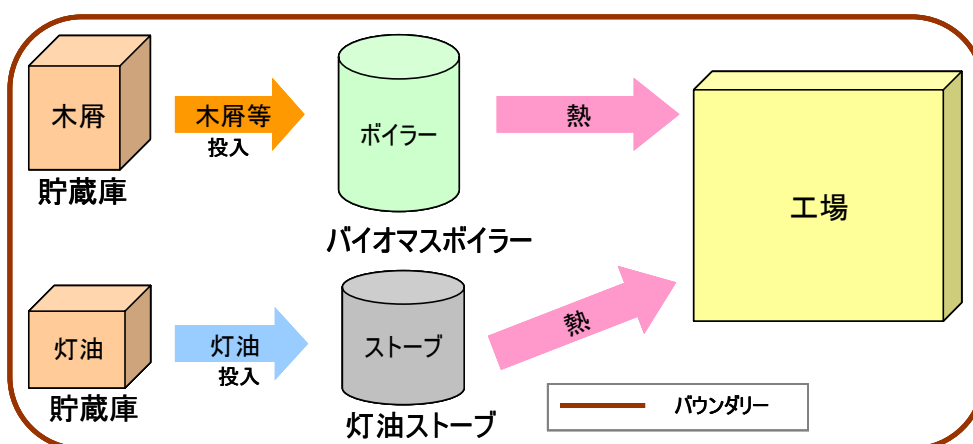 木屑
貯蔵庫
木屑等
投入
ボイラー
バイオマスボイラー
熱
工場
灯油
貯蔵庫
灯油
投入
ストーブ
灯油ストーブ
熱
バウンダリー